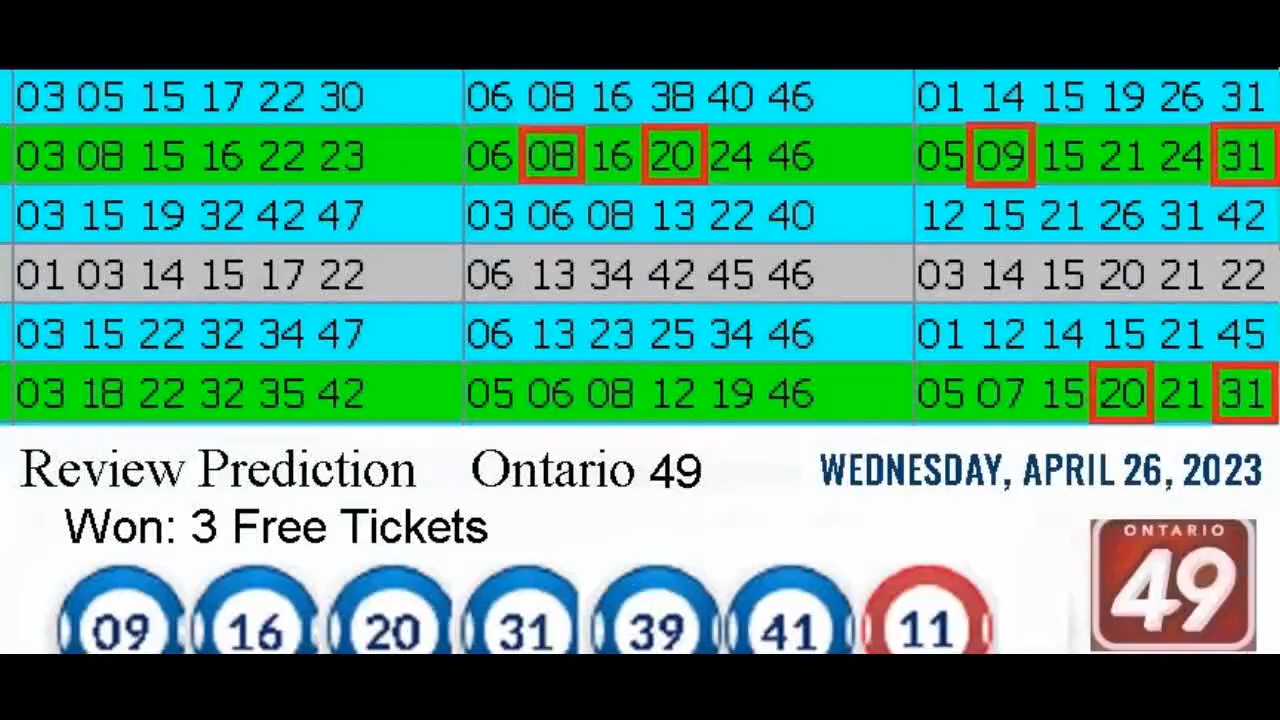 03 05 15 17 22 30 06 08 16 38 40 46 01 14 15 19 26 31
03 08 15 16 22 23 06 08 16 20 24 46 05 09 15 21 24 31
03 15 19 32 42 47 03 06 08 13 22 40 12 15 21 26 31 42
01 03 14 15 17 22 06 13 34 42 45 46 03 14 15 20 21 22
03 15 22 32 34 47 06 13 23 25 34 46 01 12 14 15 21 45
03 18 22 32 35 42 05 06 08 12 19 46 05 07 15 20 21 31
Review Prediction Ontario 49 WEDNESDAY, APRIL 26, 2023
Won: 3 Free Tickets
ONTARIO
49
09 16 20 31 39 41 11